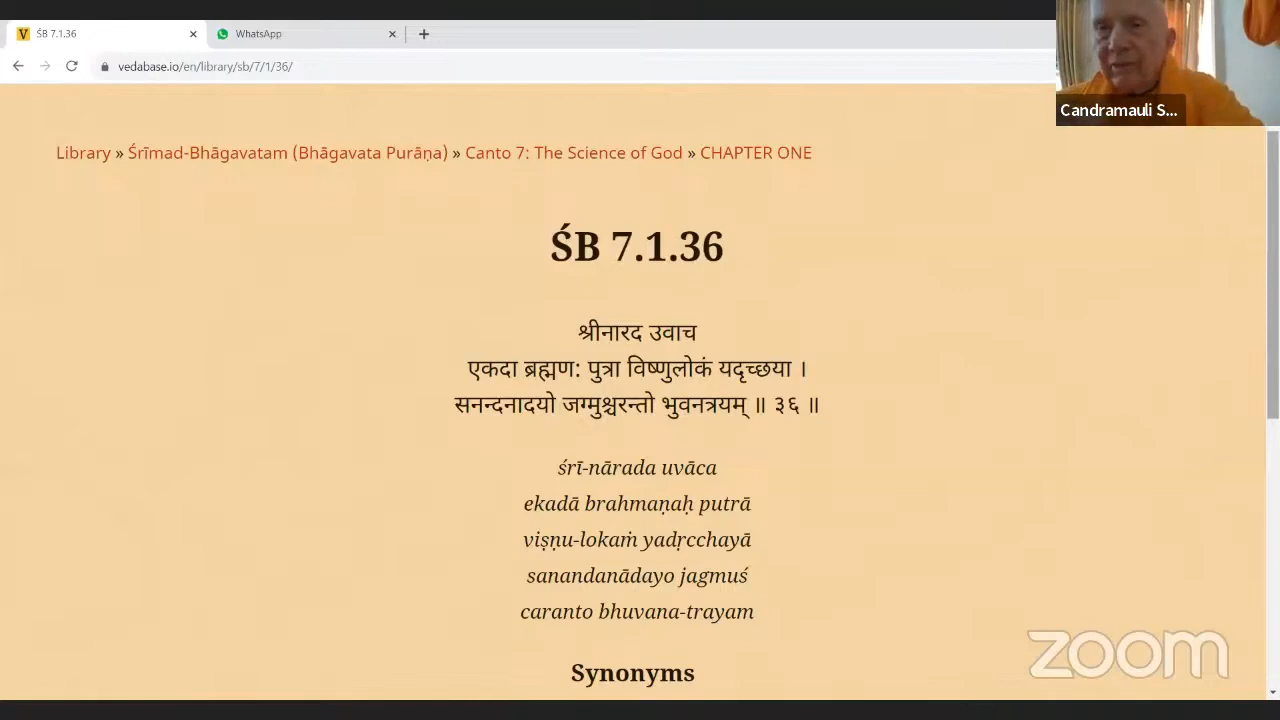 ŚB 7.1.36
WhatsApp
vedabase.io/en/library/sb/7/1/36/
Candramauli S...
Library » Śrīmad-Bhāgavatam (Bhāgavata Purāṇa) » Canto 7: The Science of God » CHAPTER ONE
ŚB 7.1.36
श्रीनारद उवाच
एकदा ब्रह्मण: पुत्रा विष्णुलोकं यदृच्छया ।
सनन्दनादयो जग्मुश्चरन्तो भुवनत्रयम् ॥ ३६ ॥
śrī-nārada uvāca
ekadā brahmaṇaḥ putrā
viṣṇu-lokaṁ yadṛcchayā
sanandanādayo jagmuś
caranto bhuvana-trayam
zoom
Synonyms